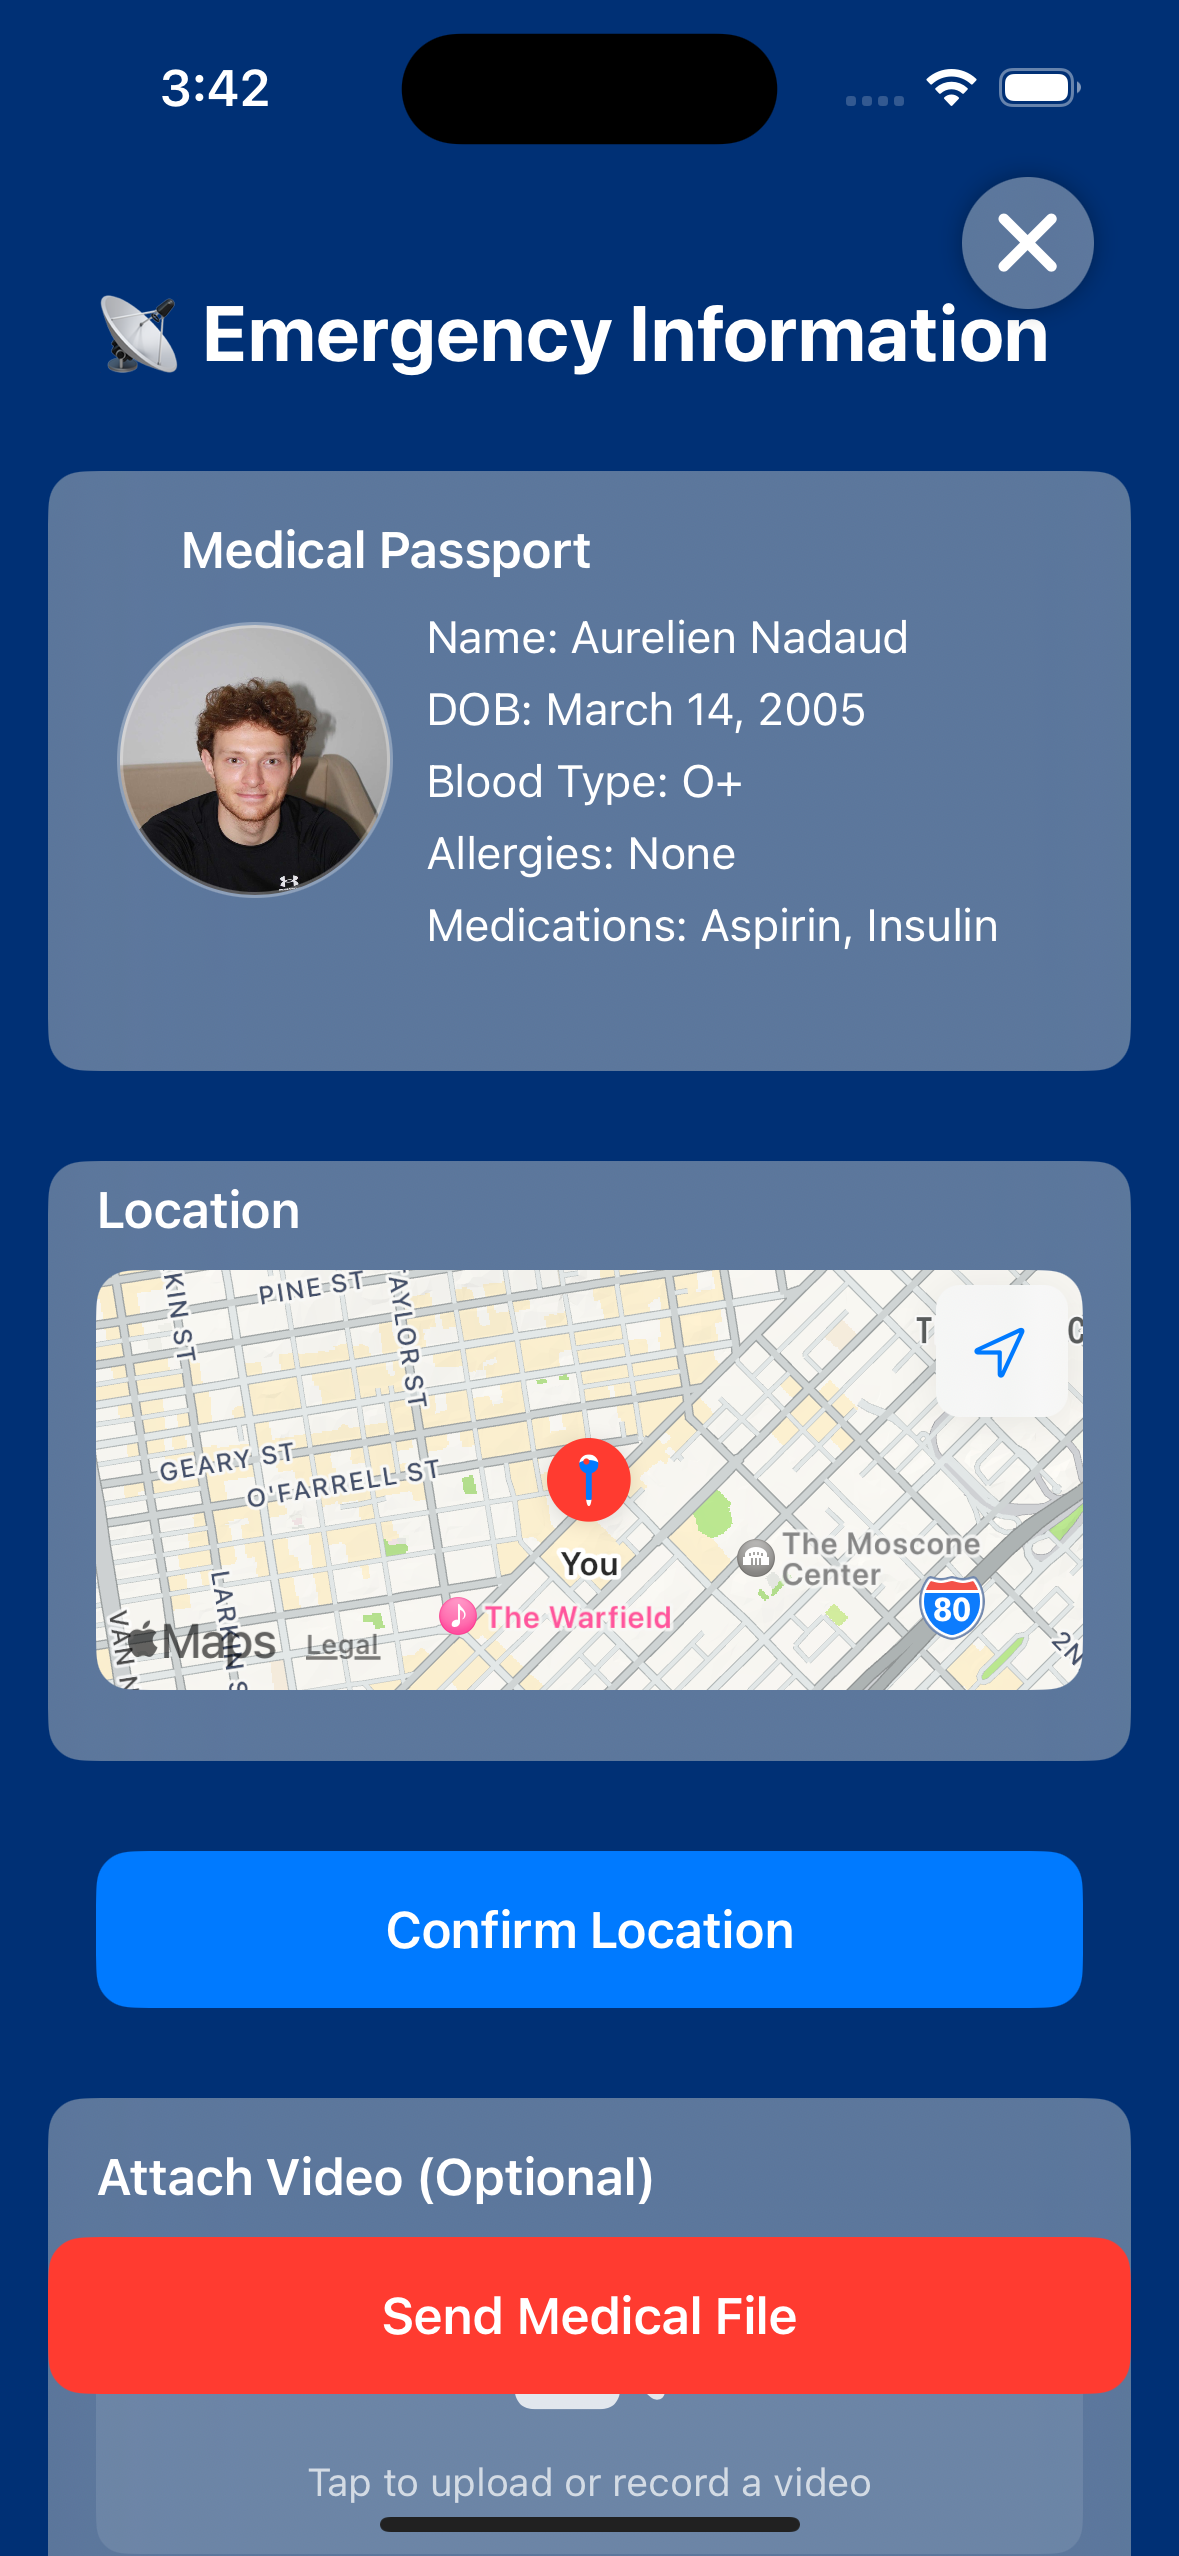 3:42
Emergency Information
Medical Passport
Name: Aurelien Nadaud
DOB: March 14, 2005
Blood Type: O+
Allergies: None
Medications: Aspirin, Insulin
Location
KIN ST
PINE ST
AYLOR ST
T
C
GEARY ST
O'FARRELL ST
You
The Moscone
Center
The Warfield
80
LARKIN S
VAN N
Maps
Legal
2N
Confirm Location
Attach Video (Optional)
Send Medical File
Tap to upload or record a video